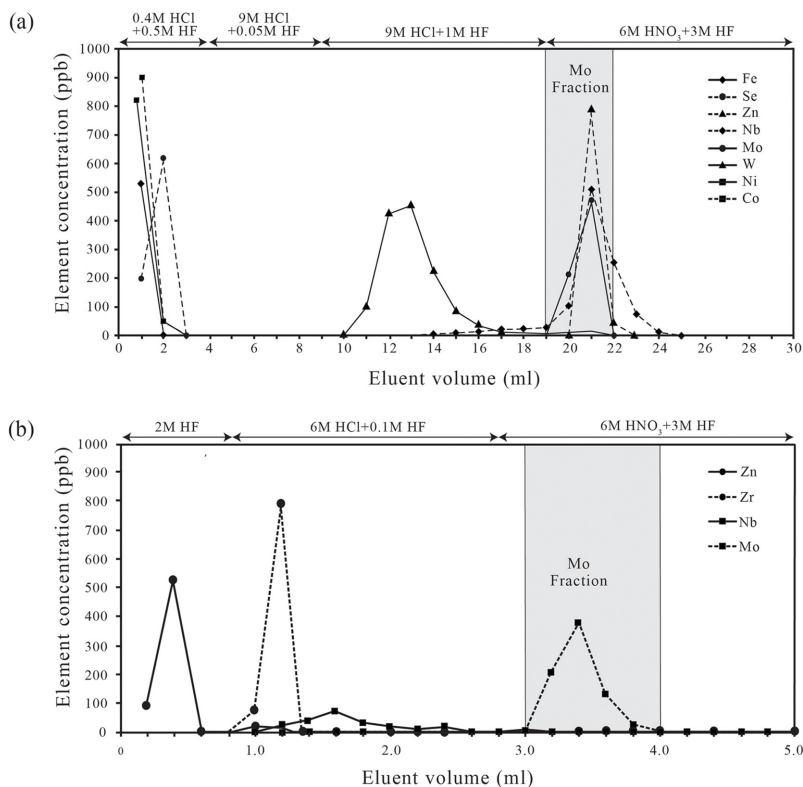 (a)
0.4M HCl
+0.5M HF
9M HCl
+0.05M HF
9M HCl+1M HF
6M HNO₃+3M HF
Element concentration (ppb)
1000
900
800
700
600
500
400
300
200
100
0
Mo
Fraction
Fe
Se
Zn
Nb
Mo
W
Ni
Co
0 2 4 6 8 10 12 14 16 18 20 22 24 26 28 30
Eluent volume (ml)
(b)
2M HF
6M HCl+0.1M HF
6M HNO₃+3M HF
Element concentration (ppb)
1000
900
800
700
600
500
400
300
200
100
0
Mo
Fraction
Zn
Zr
Nb
Mo
0 1.0 2.0 3.0 4.0 5.0
Eluent volume (ml)